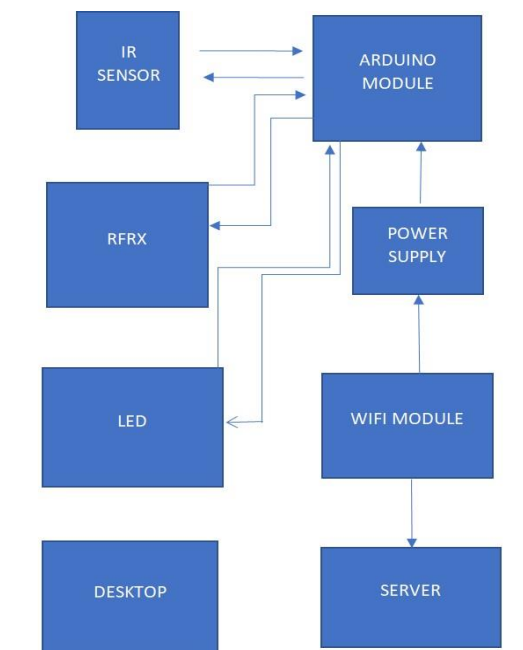 IR
SENSOR
ARDUINO
MODULE
RFRX
POWER
SUPPLY
LED
WIFI MODULE
DESKTOP
SERVER